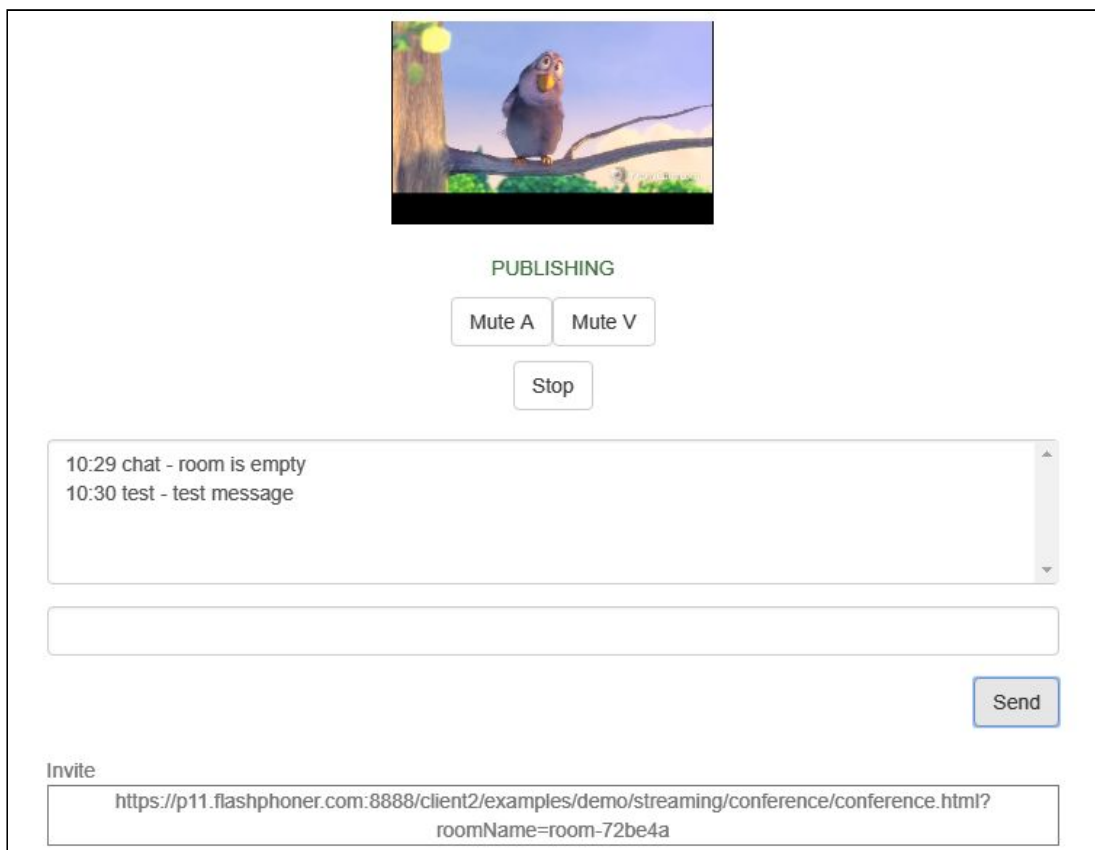 PUBLISHING
Mute A Mute V
Stop
10:29 chat - room is empty
10:30 test - test message
Send
Invite
https://p11.flashphoner.com:8888/client2/examples/demo/streaming/conference/conference.html?
roomName=room-72be4a